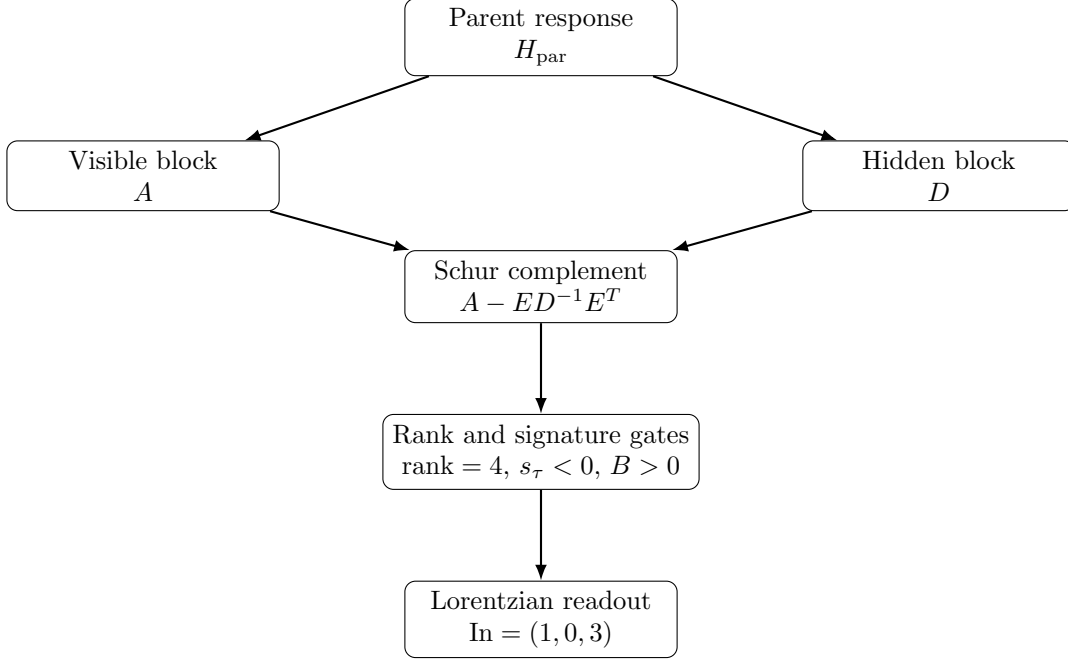 Parent response
H_par
Visible block
A
Hidden block
D
Schur complement
A − ED⁻¹Eᵀ
Rank and signature gates
rank = 4, s_τ < 0, B > 0
Lorentzian readout
In = (1, 0, 3)